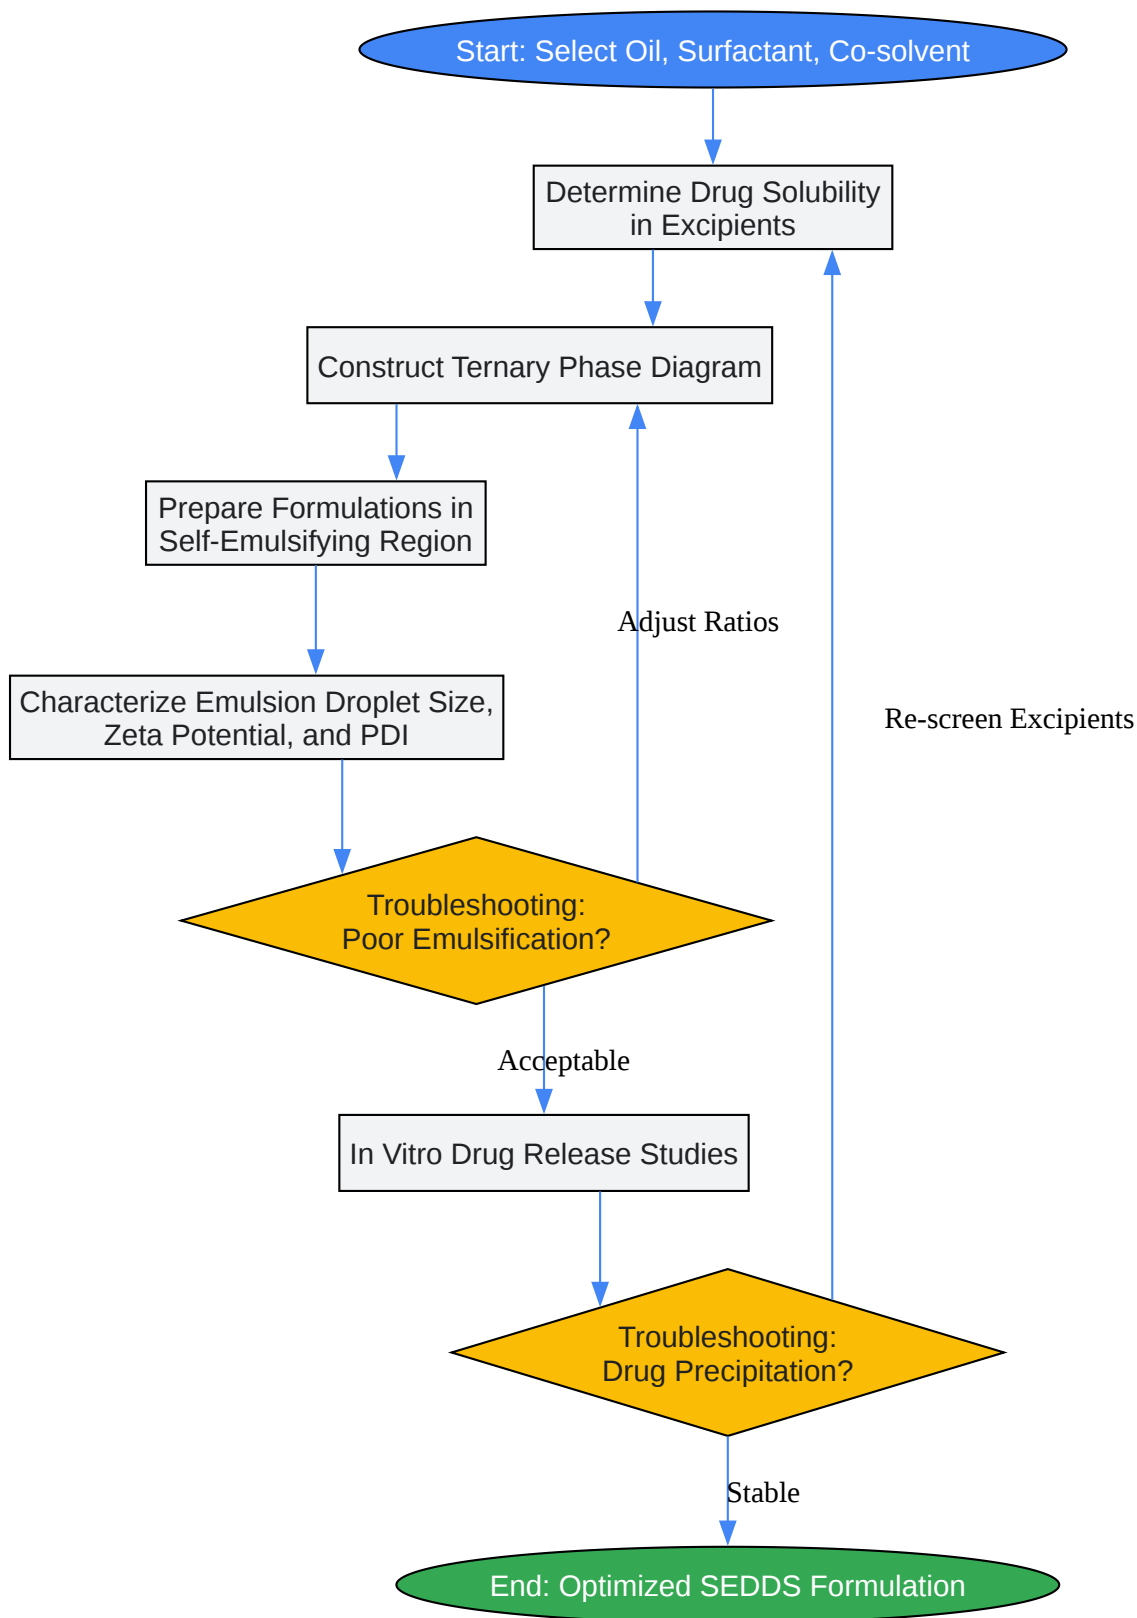 Start: Select Oil, Surfactant, Co-solvent
Determine Drug Solubility
in Excipients
Construct Ternary Phase Diagram
Prepare Formulations in
Self-Emulsifying Region
Adjust Ratios
Characterize Emulsion Droplet Size,
Zeta Potential, and PDI
Re-screen Excipients
Troubleshooting:
Poor Emulsification?
Acceptable
In Vitro Drug Release Studies
Troubleshooting:
Drug Precipitation?
Stable
End: Optimized SEDDS Formulation